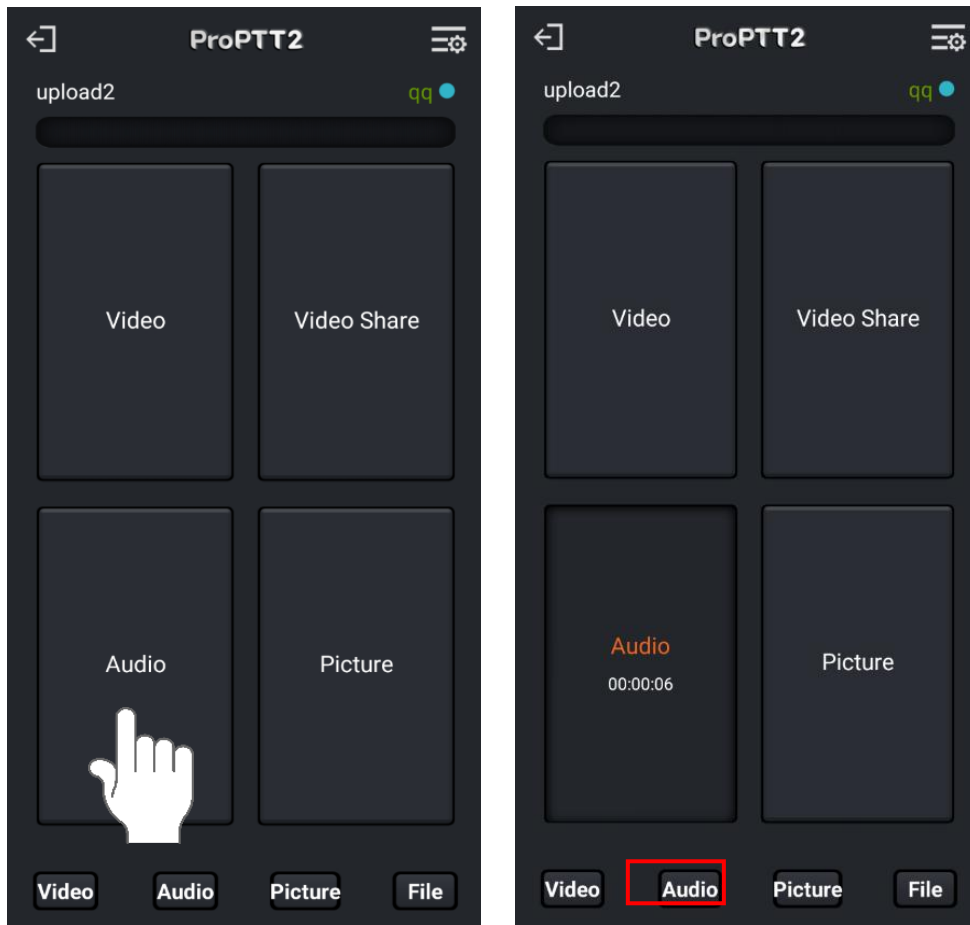 ProPTT2
upload2 qq
Video Video Share
Audio Picture
Video Audio Picture File
ProPTT2
upload2 qq
Video Video Share
Audio
00:00:06
Picture
Video Audio Picture File